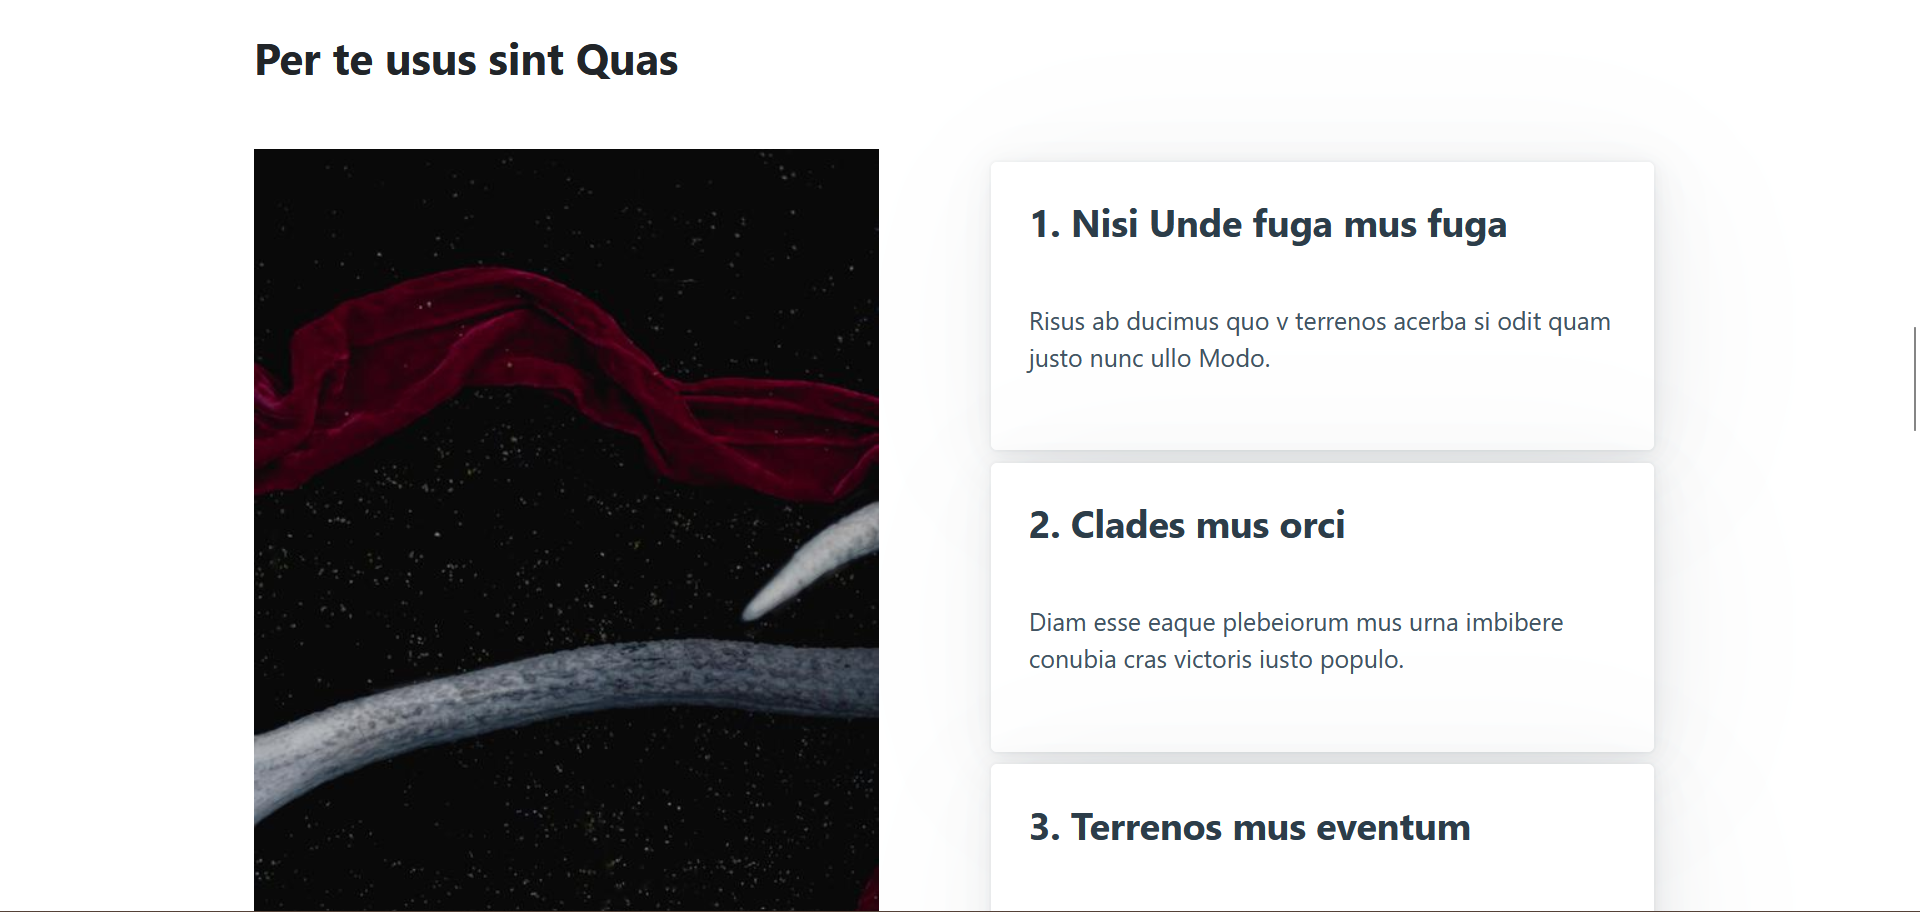 Per te usus sint Quas
1. Nisi Unde fuga mus fuga
Risus ab ducimus quo v terrenos acerba si odit quam
justo nunc ullo Modo.
2. Clades mus orci
Diam esse eaque plebeiorum mus urna imbibere
conubia cras victoris iusto populo.
3. Terrenos mus eventum